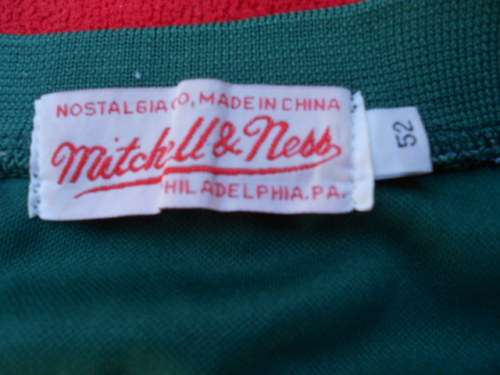 NOSTALGIA CO, MADE IN CHINA
Mitchell & Ness
PHILADELPHIA, PA.
52